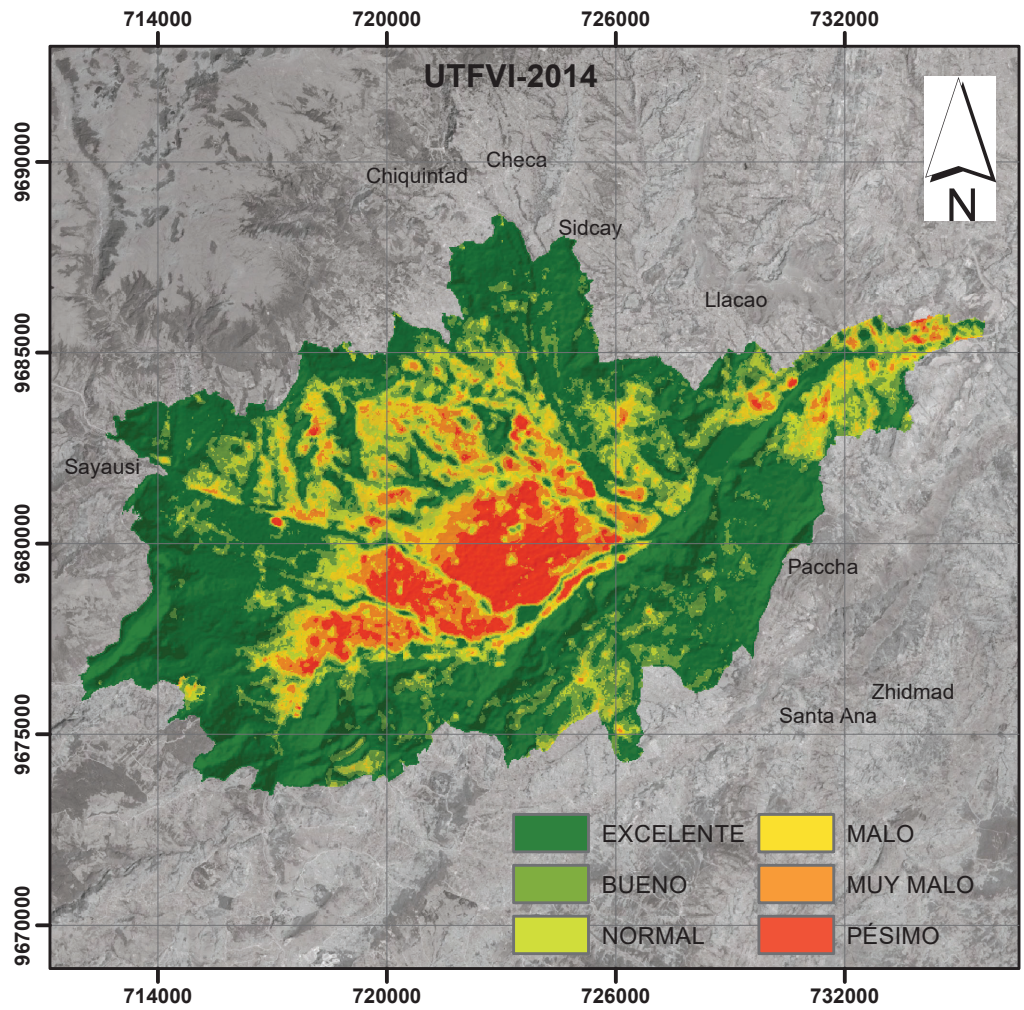 714000 720000 726000 732000
UTFVI-2014
N
9690000
9685000
9680000
9675000
9670000
Checa
Chiquintad
Sidcay
Llacao
Sayausi
Paccha
Zhidmad
Santa Ana
EXCELENTE MALO
BUENO MUY MALO
NORMAL PÉSIMO
714000 720000 726000 732000